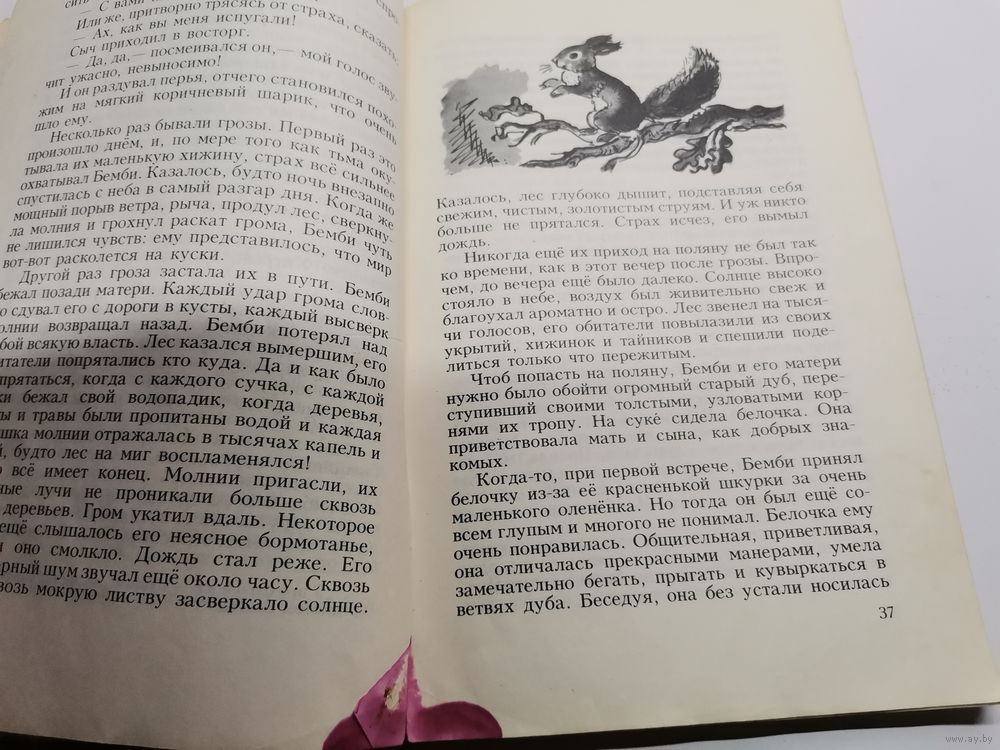 — С вами
Или же, притворно трясясь от страха, сказать:
— Ах, как вы меня испугали!
Сыч приходил в восторг.
— Да, да,— посмеивался он,— мой голос зву-
чит ужасно, невыносимо!
И он раздувал перья, отчего становился похо-
жим на мягкий коричневый шарик, что очень
шло ему.
Несколько раз бывали грозы. Первый раз это
произошло днём, и, по мере того как тьма оку-
тывала их маленькую хижину, страх всё сильнее
охватывал Бемби. Казалось, будто ночь внезапно
спустилась с неба в самый разгар дня. Когда же
мощный порыв ветра, рыча, продул лес, сверкну-
ла молния и грохнул раскат грома, Бемби чуть
не лишился чувств: ему представилось, что мир
вот-вот расколется на куски.
Другой раз гроза застала их в пути. Бемби
бежал позади матери. Каждый удар грома слов-
о сдувал его с дороги в кусты, каждый высверк
олнии возвращал назад. Бемби потерял над
бой всякую власть. Лес казался вымершим, его
итатели попрятались кто куда. Да и как было
прятаться, когда с каждого сучка, с каждой
ки бежал свой водопадик, когда деревья,
ы и травы были пропитаны водой и каждая
шка молнии отражалась в тысячах капель и
й, будто лес на миг воспламенялся!
о всё имеет конец. Молнии пригасли, их
ные лучи не проникали больше сквозь
деревьев. Гром укатил вдаль. Некоторое
ещё слышалось его неясное бормотанье,
и оно смолкло. Дождь стал реже. Его
ерный шум звучал ещё около часу. Сквозь
возь мокрую листву засверкало солнце.
Казалось, лес глубоко дышит, подставляя себя
свежим, чистым, золотистым струям. И уж никто
больше не прятался. Страх исчез, его вымыл
дождь.
Никогда ещё их приход на поляну не был так
ко времени, как в этот вечер после грозы. Впро-
чем, до вечера ещё было далеко. Солнце высоко
стояло в небе, воздух был живительно свеж и
благоухал ароматно и остро. Лес звенел на тыся-
чи голосов, его обитатели повылазили из своих
укрытий, хижинок и тайников и спешили поде-
литься только что пережитым.
Чтоб попасть на поляну, Бемби и его матери
нужно было обойти огромный старый дуб, пере-
ступивший своими толстыми, узловатыми кор-
нями их тропу. На суке́ сидела белочка. Она
приветствовала мать и сына, как добрых зна-
комых.
Когда-то, при первой встрече, Бемби принял
белочку из-за её красненькой шкурки за очень
маленького оленёнка. Но тогда он был ещё со-
всем глупым и многого не понимал. Белочка ему
очень понравилась. Общительная, приветливая,
она отличалась прекрасными манерами, умела
замечательно бегать, прыгать и кувыркаться в
ветвях дуба. Беседуя, она без устали носилась
37
www.ay.by